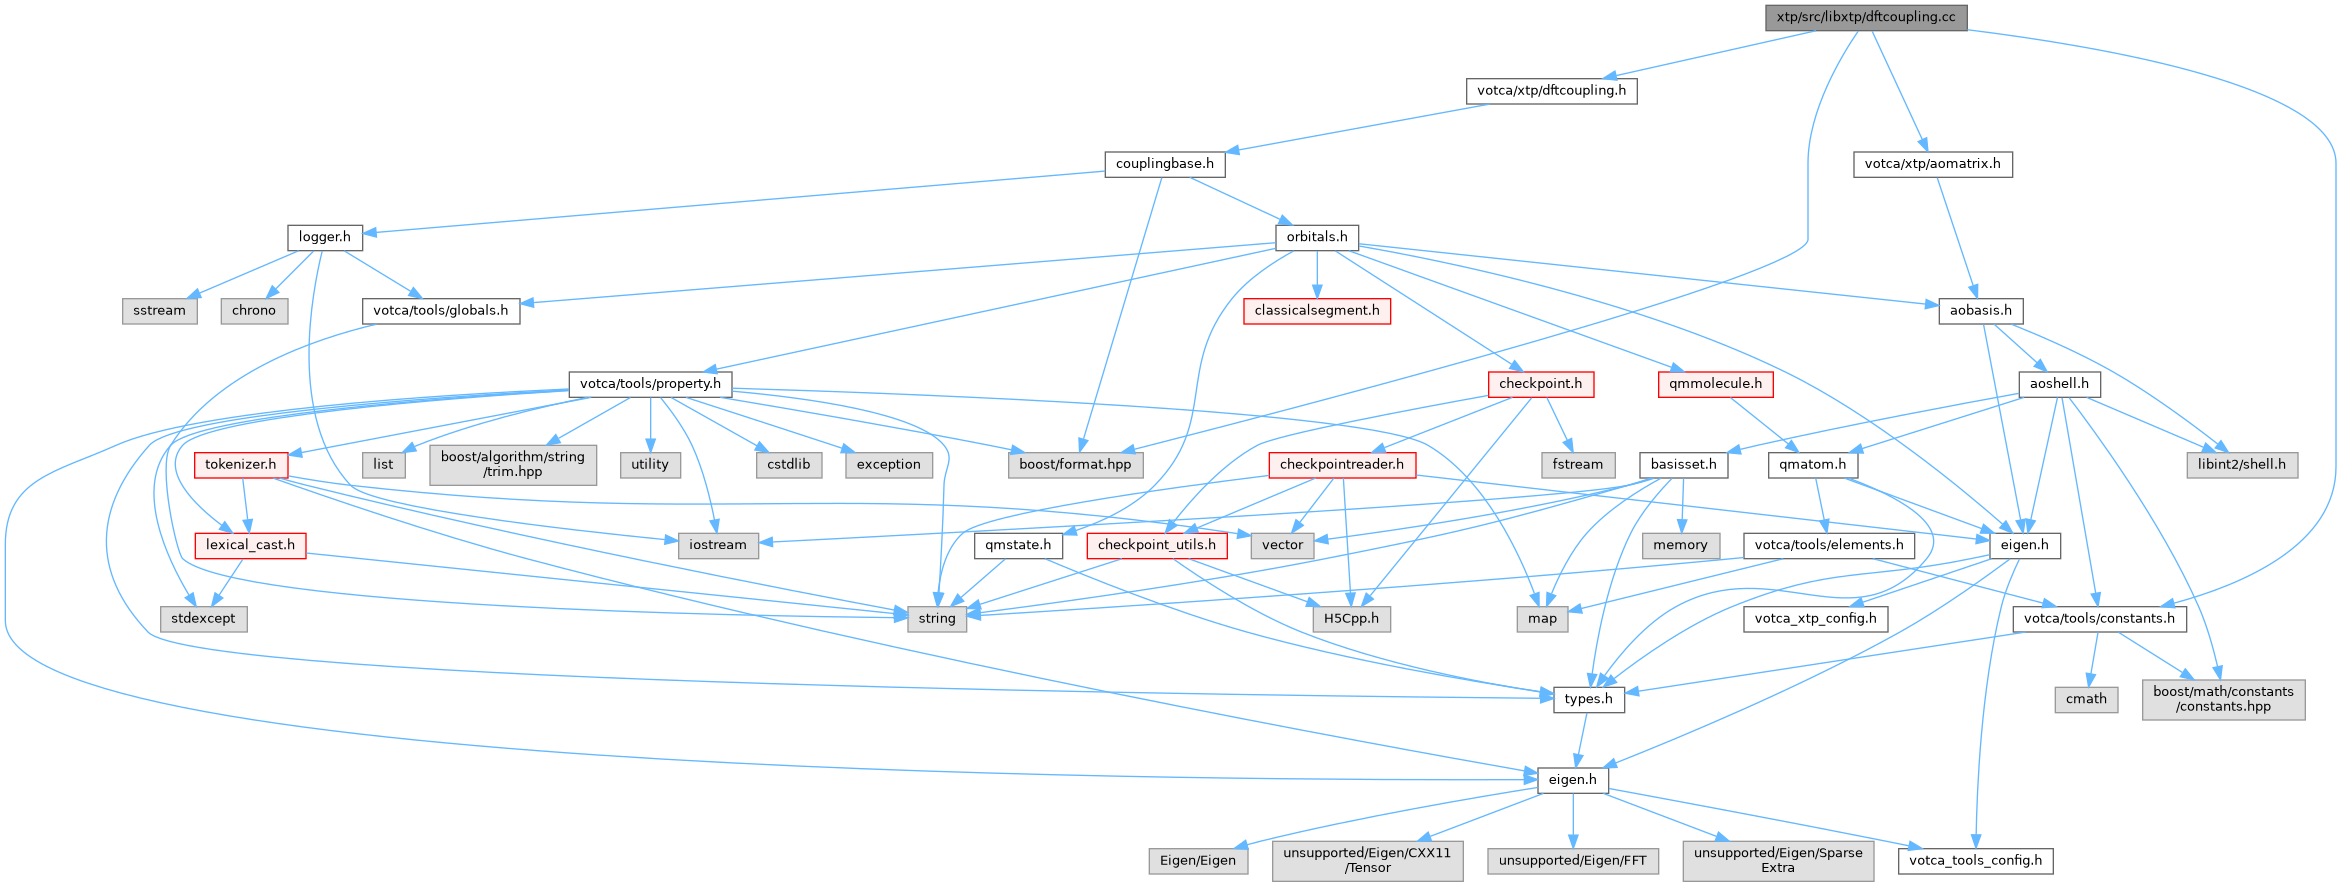 xtp/src/libxtp/dftcoupling.cc
votca/xtp/dftcoupling.h
couplingbase.h
votca/xtp/aomatrix.h
logger.h
orbitals.h
sstream
chrono
votca/tools/globals.h
classicalsegment.h
aobasis.h
votca/tools/property.h
checkpoint.h
qmmolecule.h
aoshell.h
tokenizer.h
list
boost/algorithm/string
/trim.hpp
utility
cstdlib
exception
boost/format.hpp
checkpointreader.h
fstream
basisset.h
qmatom.h
libint2/shell.h
lexical_cast.h
iostream
qmstate.h
checkpoint_utils.h
vector
memory
votca/tools/elements.h
eigen.h
stdexcept
string
H5Cpp.h
map
votca_xtp_config.h
votca/tools/constants.h
types.h
cmath
boost/math/constants
/constants.hpp
eigen.h
Eigen/Eigen
unsupported/Eigen/CXX11
/Tensor
unsupported/Eigen/FFT
unsupported/Eigen/Sparse
Extra
votca_tools_config.h